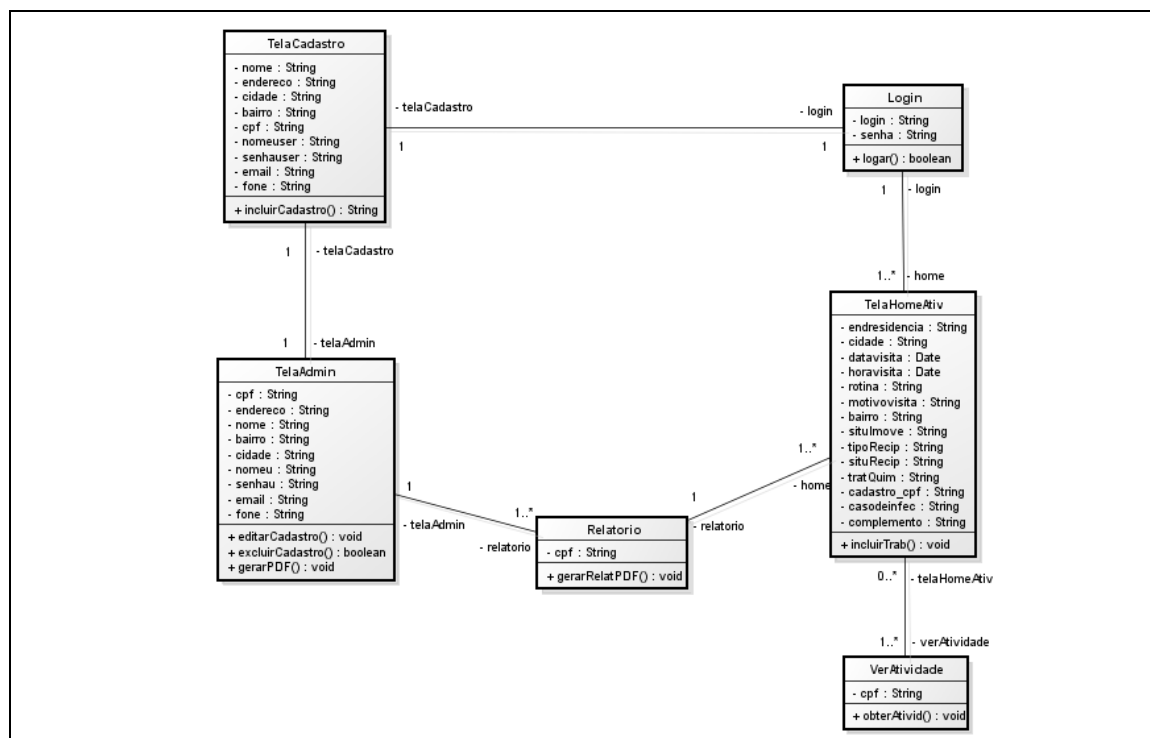 TelaCadastro
- nome : String
- endereco : String
- cidade : String
- bairro : String
- cpf : String
- nomeuser : String
- senhauser : String
- email : String
- fone : String
+ incluirCadastro() : String
- telaCadastro
1
- login
1
Login
- login : String
- senha : String
+ logar() : boolean
1
- login
1..*
- home
1
- telaCadastro
1
- telaAdmin
TelaAdmin
- cpf : String
- endereco : String
- nome : String
- bairro : String
- cidade : String
- nomeu : String
- senhau : String
- email : String
- fone : String
+ editarCadastro() : void
+ excluirCadastro() : boolean
+ gerarPDF() : void
1
- telaAdmin
1..*
- relatorio
Relatorio
- cpf : String
+ gerarRelatPDF() : void
1
- relatorio
1..*
- home
TelaHomeAtiv
- endresidencia : String
- cidade : String
- datavisita : Date
- horavisita : Date
- rotina : String
- motivovisita : String
- bairro : String
- situImove : String
- tipoRecip : String
- situRecip : String
- tratQuim : String
- cadastro_cpf : String
- casodeinfec : String
- complemento : String
+ incluirTrab() : void
0..*
- telaHomeAtiv
1..*
- verAtividade
VerAtividade
- cpf : String
+ obterAtivid() : void